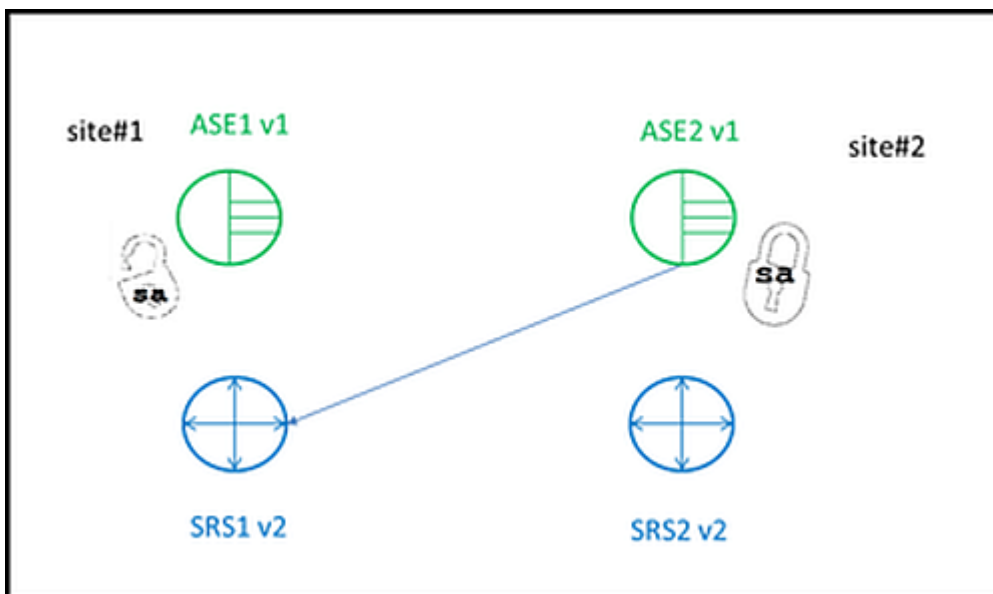 site#1
ASE1 v1
ASE2 v1
site#2
sa
sa
SRS1 v2
SRS2 v2